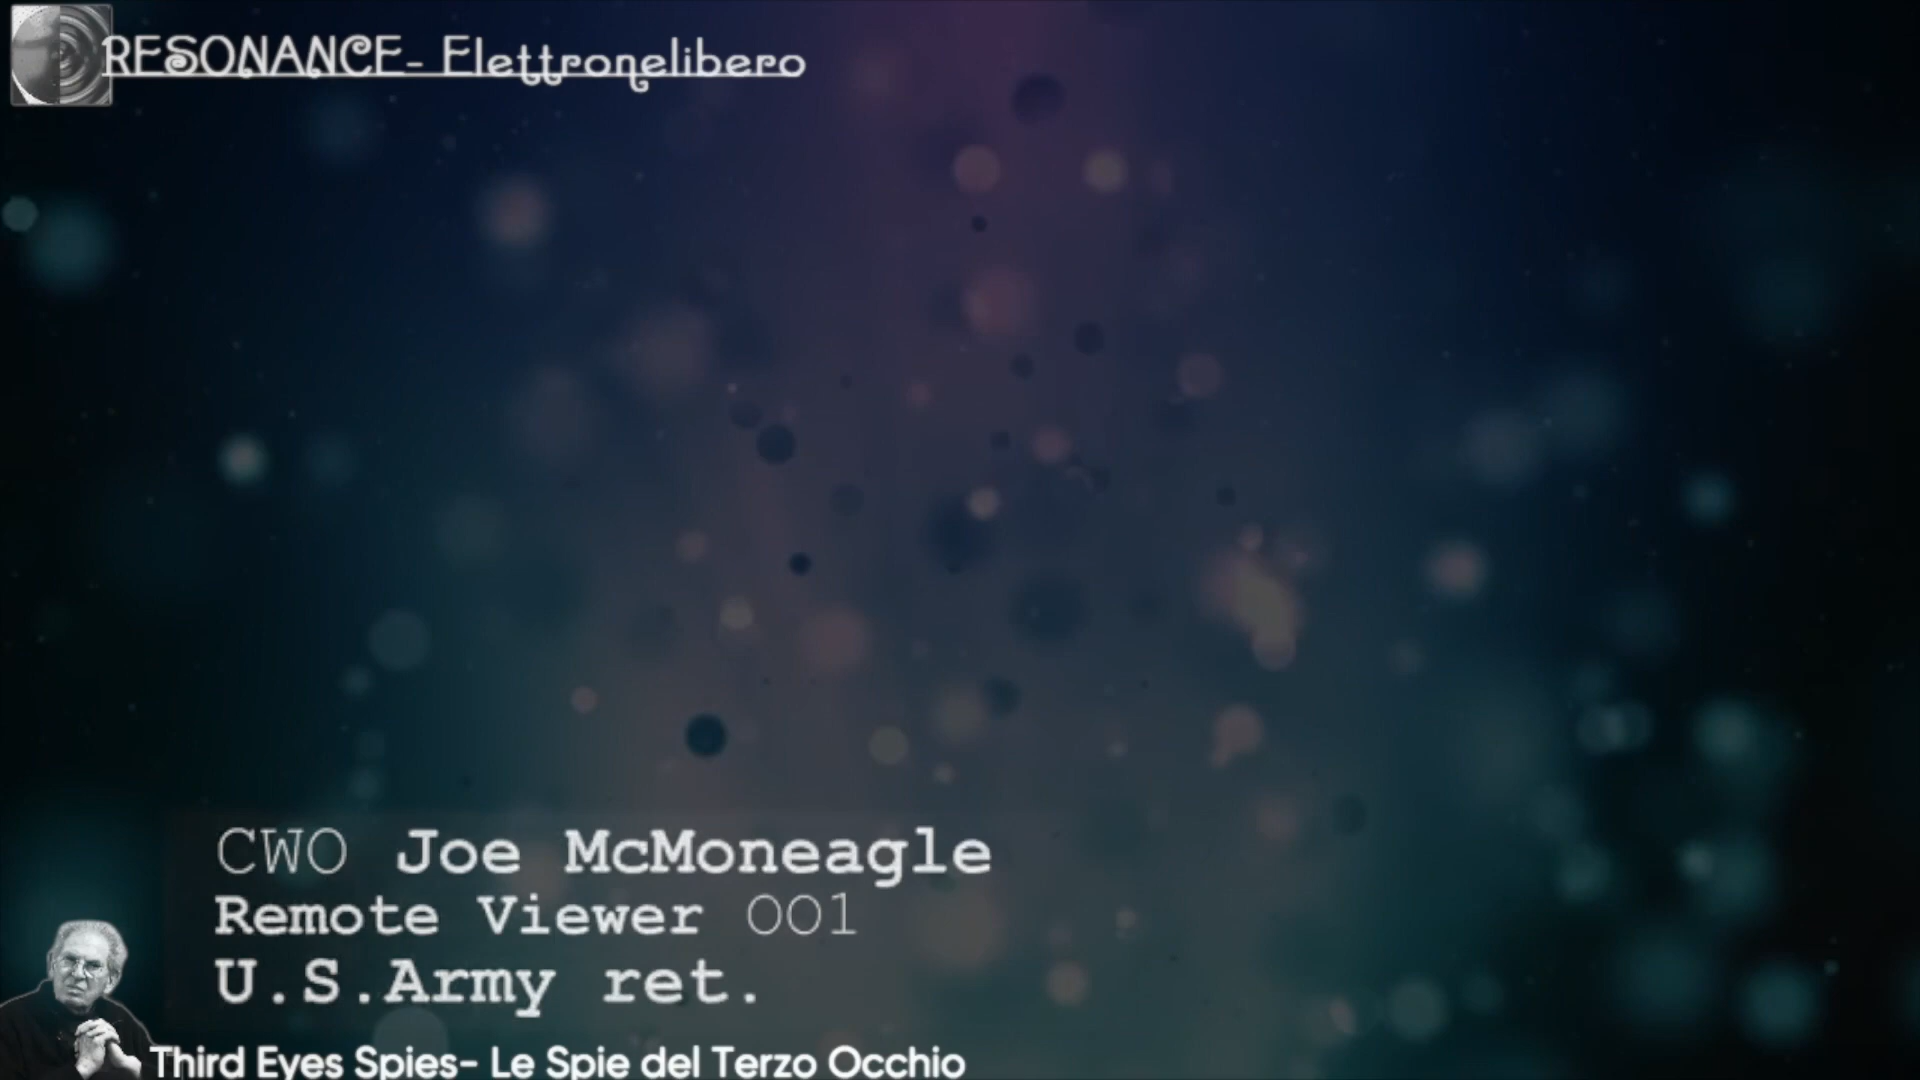 RESONANCE- Elettronelibero
CWO Joe McMoneagle
Remote Viewer 001
U.S.Army ret.
Third Eyes Spies- Le Spie del Terzo Occhio